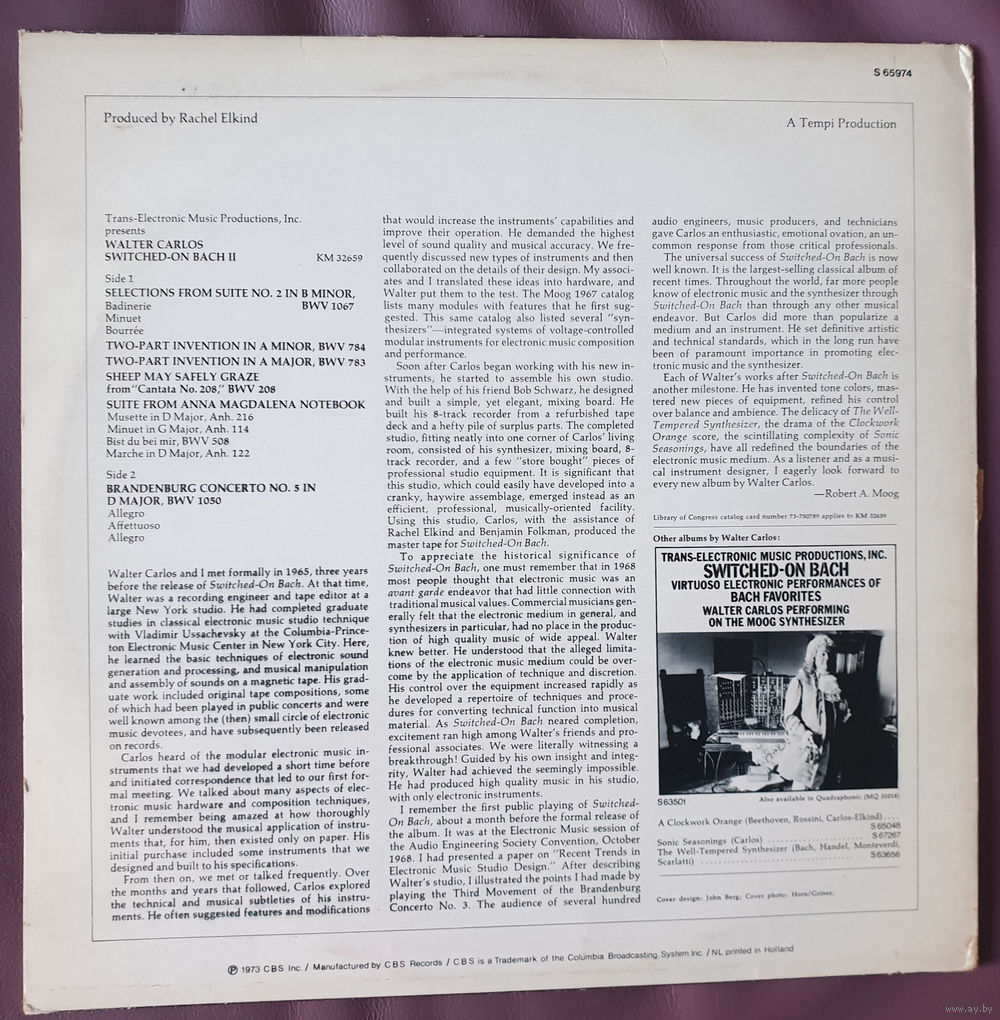 S 65974
Produced by Rachel Elkind
A Tempi Production
Trans-Electronic Music Productions, Inc.
presents
WALTER CARLOS
SWITCHED-ON BACH II KM 32659
Side 1
SELECTIONS FROM SUITE NO. 2 IN B MINOR,
Badinerie BWV 1067
Minuet
Bourrée
TWO-PART INVENTION IN A MINOR, BWV 784
TWO-PART INVENTION IN A MAJOR, BWV 783
SHEEP MAY SAFELY GRAZE
from "Cantata No. 208," BWV 208
SUITE FROM ANNA MAGDALENA NOTEBOOK
Musette in D Major, Anh. 216
Minuet in G Major, Anh. 114
Bist du bei mir, BWV 508
Marche in D Major, Anh. 122
Side 2
BRANDENBURG CONCERTO NO. 5 IN
D MAJOR, BWV 1050
Allegro
Affettuoso
Allegro
Walter Carlos and I met formally in 1965, three years
before the release of Switched-On Bach. At that time,
Walter was a recording engineer and tape editor at a
large New York studio. He had completed graduate
studies in classical electronic music studio technique
with Vladimir Ussachevsky at the Columbia-Prince-
ton Electronic Music Center in New York City. Here,
he learned the basic techniques of electronic sound
generation and processing, and musical manipulation
and assembly of sounds on a magnetic tape. His grad-
uate work included original tape compositions, some
of which had been played in public concerts and were
well known among the (then) small circle of electronic
music devotees, and have subsequently been released
on records.
Carlos heard of the modular electronic music in-
struments that we had developed a short time before
and initiated correspondence that led to our first for-
mal meeting. We talked about many aspects of elec-
tronic music hardware and composition techniques,
and I remember being amazed at how thoroughly
Walter understood the musical application of instru-
ments that, for him, then existed only on paper. His
initial purchase included some instruments that we
designed and built to his specifications.
From then on, we met or talked frequently. Over
the months and years that followed, Carlos explored
the technical and musical subtleties of his instru-
ments. He often suggested features and modifications
that would increase the instruments' capabilities and
improve their operation. He demanded the highest
level of sound quality and musical accuracy. We fre-
quently discussed new types of instruments and then
collaborated on the details of their design. My associ-
ates and I translated these ideas into hardware, and
Walter put them to the test. The Moog 1967 catalog
lists many modules with features that he first sug-
gested. This same catalog also listed several "syn-
thesizers"—integrated systems of voltage-controlled
modular instruments for electronic music composition
and performance.
Soon after Carlos began working with his new in-
struments, he started to assemble his own studio.
With the help of his friend Bob Schwarz, he designed
and built a simple, yet elegant, mixing board. He
built his 8-track recorder from a refurbished tape
deck and a hefty pile of surplus parts. The completed
studio, fitting neatly into one corner of Carlos' living
room, consisted of his synthesizer, mixing board, 8-
track recorder, and a few "store bought" pieces of
professional studio equipment. It is significant that
this studio, which could easily have developed into a
cranky, haywire assemblage, emerged instead as an
efficient, professional, musically-oriented facility.
Using this studio, Carlos, with the assistance of
Rachel Elkind and Benjamin Folkman, produced the
master tape for Switched-On Bach.
To appreciate the historical significance of
Switched-On Bach, one must remember that in 1968
most people thought that electronic music was an
avant garde endeavor that had little connection with
traditional musical values. Commercial musicians gen-
erally felt that the electronic medium in general, and
synthesizers in particular, had no place in the produc-
tion of high quality music of wide appeal. Walter
knew better. He understood that the alleged limita-
tions of the electronic music medium could be over-
come by the application of technique and discretion.
His control over the equipment increased rapidly as
he developed a repertoire of techniques and proce-
dures for converting technical function into musical
material. As Switched-On Bach neared completion,
excitement ran high among Walter's friends and pro-
fessional associates. We were literally witnessing a
breakthrough! Guided by his own insight and integ-
rity, Walter had achieved the seemingly impossible.
He had produced high quality music in his studio,
with only electronic instruments.
I remember the first public playing of Switched-
On Bach, about a month before the formal release of
the album. It was at the Electronic Music session of
the Audio Engineering Society Convention, October
1968. I had presented a paper on "Recent Trends in
Electronic Music Studio Design." After describing
Walter's studio, I illustrated the points I had made by
playing the Third Movement of the Brandenburg
Concerto No. 3. The audience of several hundred
audio engineers, music producers, and technicians
gave Carlos an enthusiastic, emotional ovation, an un-
common response from those critical professionals.
The universal success of Switched-On Bach is now
well known. It is the largest-selling classical album of
recent times. Throughout the world, far more people
know of electronic music and the synthesizer through
Switched-On Bach than through any other musical
endeavor. But Carlos did more than popularize a
medium and an instrument. He set definitive artistic
and technical standards, which in the long run have
been of paramount importance in promoting elec-
tronic music and the synthesizer.
Each of Walter's works after Switched-On Bach is
another milestone. He has invented tone colors, mas-
tered new pieces of equipment, refined his control
over balance and ambience. The delicacy of The Well-
Tempered Synthesizer, the drama of the Clockwork
Orange score, the scintillating complexity of Sonic
Seasonings, have all redefined the boundaries of the
electronic music medium. As a listener and as a musi-
cal instrument designer, I eagerly look forward to
every new album by Walter Carlos.
—Robert A. Moog
Library of Congress catalog card number 73-750789 applies to KM 32659
Other albums by Walter Carlos:
TRANS-ELECTRONIC MUSIC PRODUCTIONS, INC.
SWITCHED-ON BACH
VIRTUOSO ELECTRONIC PERFORMANCES OF
BACH FAVORITES
WALTER CARLOS PERFORMING
ON THE MOOG SYNTHESIZER
S63501 Also available in Quadraphonic (MQ 31018)
A Clockwork Orange (Beethoven, Rossini, Carlos-Elkind) . . . .
S 65048
Sonic Seasonings (Carlos) . . . . . . . . . . . . . . . . S 67267
The Well-Tempered Synthesizer (Bach, Handel, Monteverdi,
Scarlatti) . . . . . . . . . . . . . . . . . . . . . . . . S 63656
Cover design: John Berg; Cover photo: Horn/Griner;
℗ 1973 CBS Inc. / Manufactured by CBS Records / CBS is a Trademark of the Columbia Broadcasting System Inc. / NL printed in Holland
www.ay.by